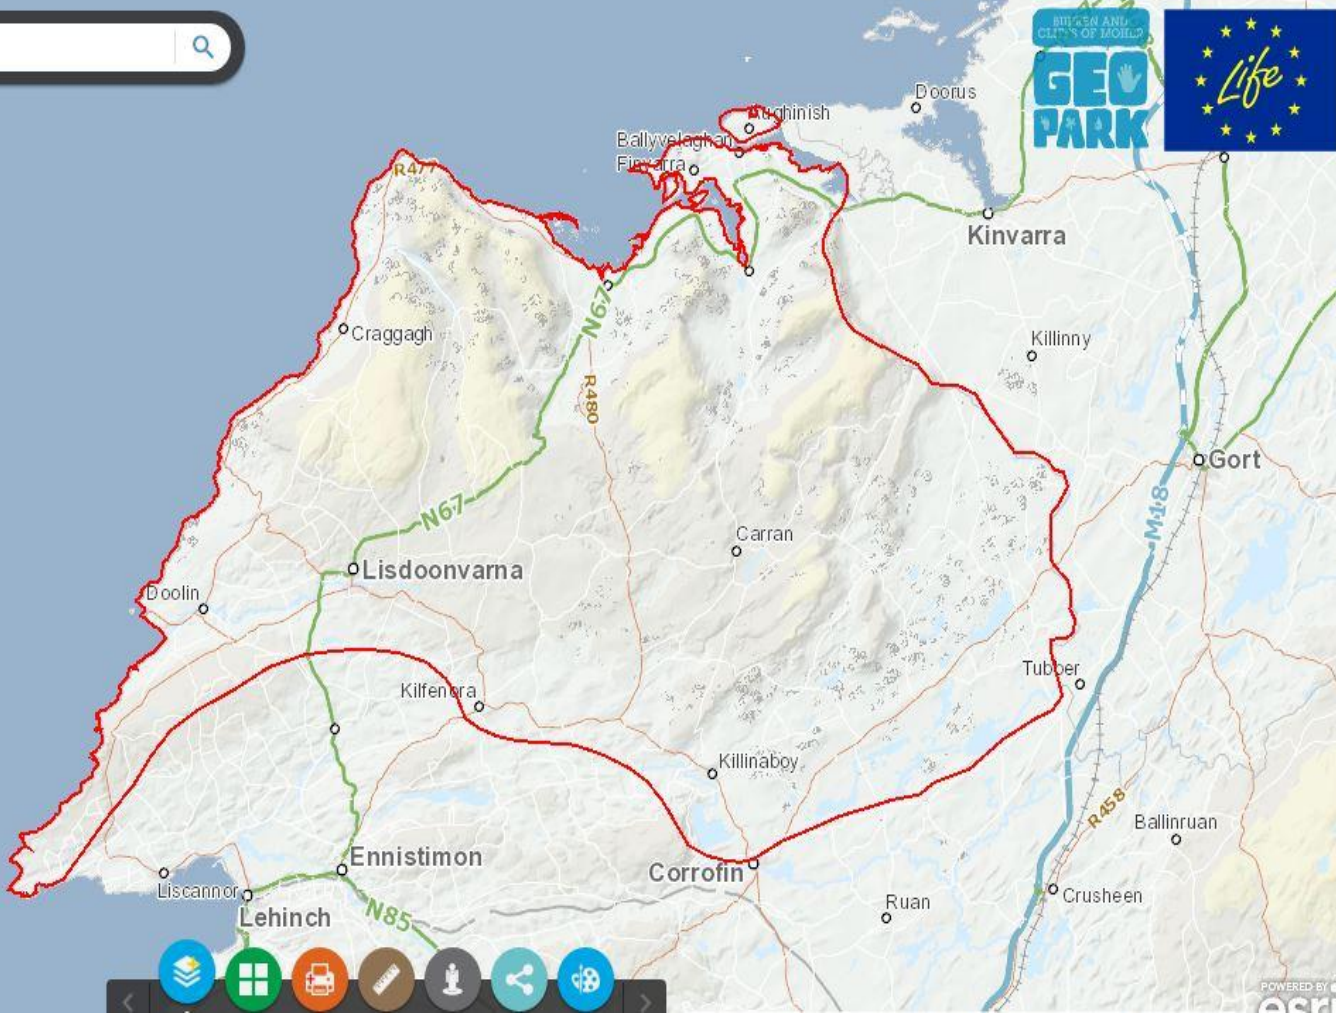 BURREN AND
CLIFFS OF MOHER
GEO
PARK
Life
Doorus
Aughinish
Ballyvelaghan
Finvarra
R477
Kinvarra
N67
Craggagh
Killinny
R480
Gort
N67
M18
Carran
Lisdoonvarna
Doolin
Tubber
Kilfenora
Killinaboy
R458
Ballinruan
Ennistimon
Corrofin
Liscannor
Crusheen
Lehinch
N85
Ruan
POWERED BY
esri